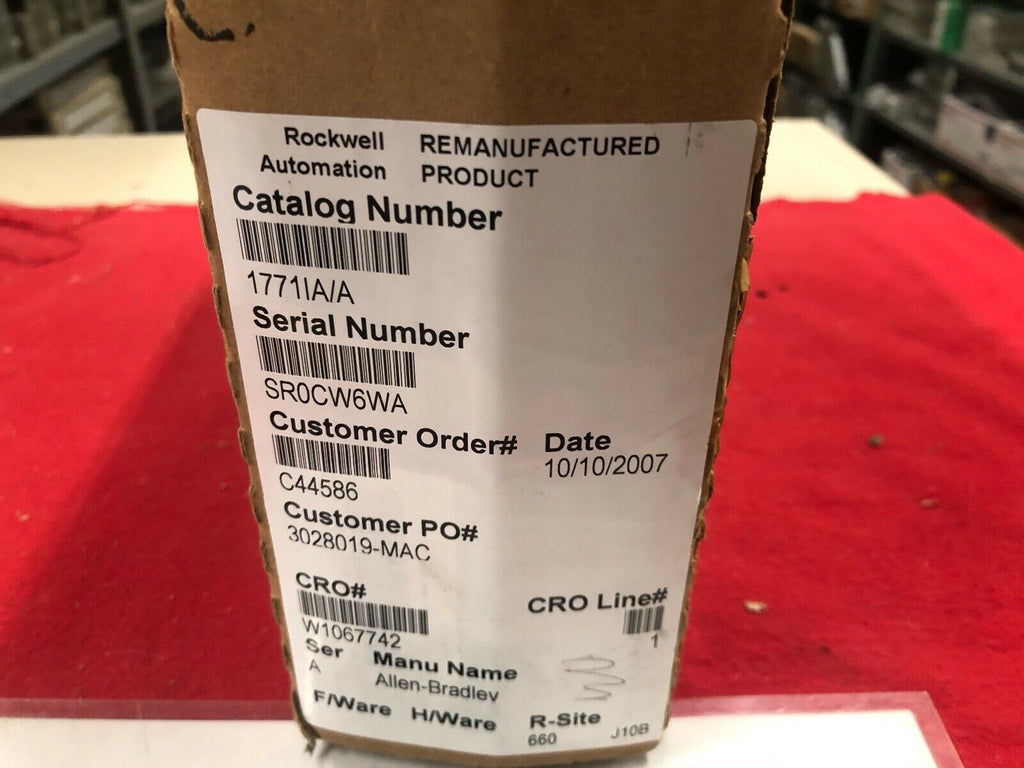 Rockwell Automation
REMANUFACTURED PRODUCT
Catalog Number
1771IA/A
Serial Number
SR0CW6WA
Customer Order# Date
C44586 10/10/2007
Customer PO#
3028019-MAC
CRO# CRO Line#
W1067742 1
Ser Manu Name
A Allen-Bradley
F/Ware H/Ware R-Site
660 J10B